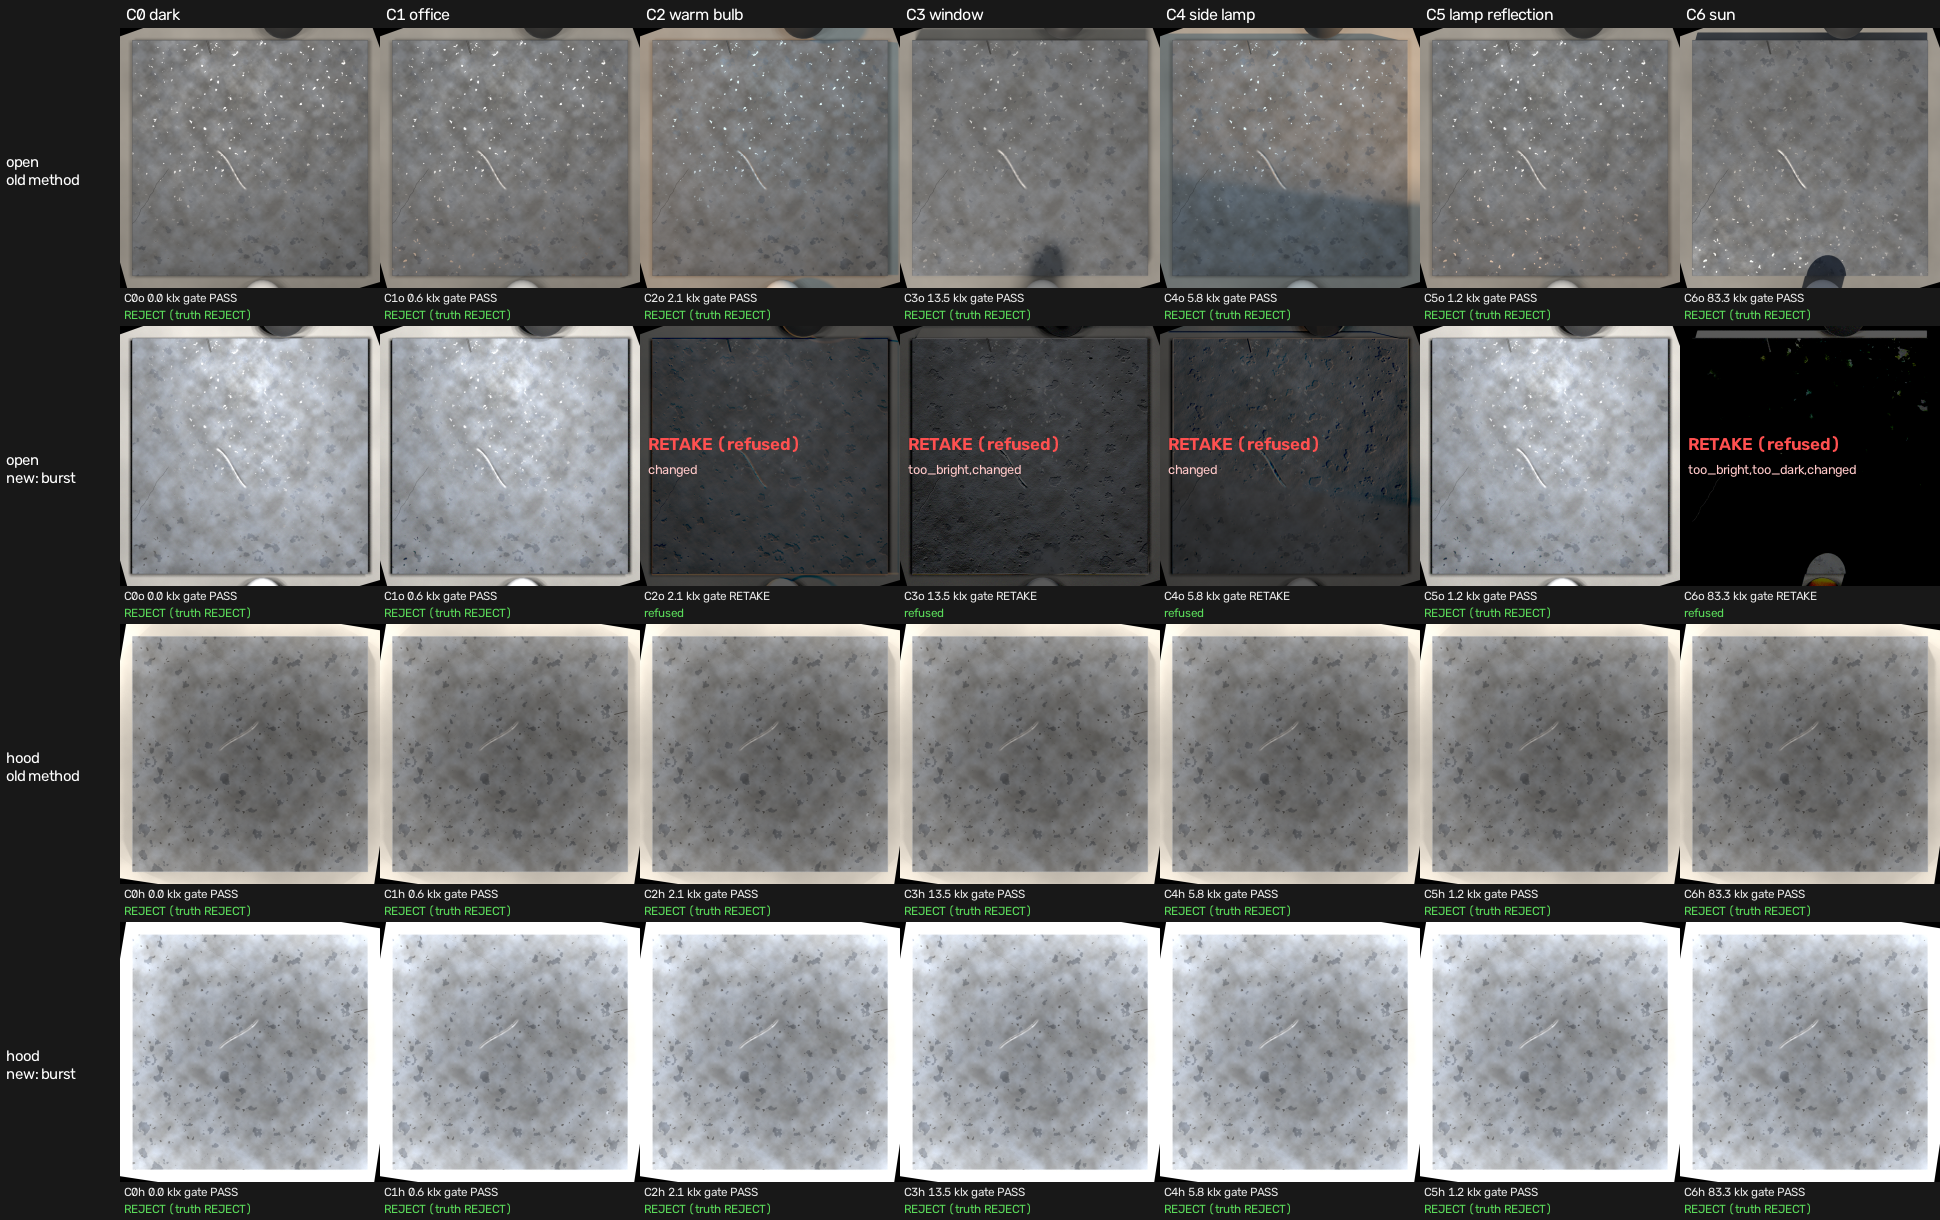 C0 dark
C1 office
C2 warm bulb
C3 window
C4 side lamp
C5 lamp reflection
C6 sun
open
old method
C0o 0.0 klx gate PASS
REJECT (truth REJECT)
C1o 0.6 klx gate PASS
REJECT (truth REJECT)
C2o 2.1 klx gate PASS
REJECT (truth REJECT)
C3o 13.5 klx gate PASS
REJECT (truth REJECT)
C4o 5.8 klx gate PASS
REJECT (truth REJECT)
C5o 1.2 klx gate PASS
REJECT (truth REJECT)
C6o 83.3 klx gate PASS
REJECT (truth REJECT)
open
new: burst
RETAKE (refused)
changed
RETAKE (refused)
too_bright,changed
RETAKE (refused)
changed
RETAKE (refused)
too_bright,too_dark,changed
C0o 0.0 klx gate PASS
REJECT (truth REJECT)
C1o 0.6 klx gate PASS
REJECT (truth REJECT)
C2o 2.1 klx gate RETAKE
refused
C3o 13.5 klx gate RETAKE
refused
C4o 5.8 klx gate RETAKE
refused
C5o 1.2 klx gate PASS
REJECT (truth REJECT)
C6o 83.3 klx gate RETAKE
refused
hood
old method
C0h 0.0 klx gate PASS
REJECT (truth REJECT)
C1h 0.6 klx gate PASS
REJECT (truth REJECT)
C2h 2.1 klx gate PASS
REJECT (truth REJECT)
C3h 13.5 klx gate PASS
REJECT (truth REJECT)
C4h 5.8 klx gate PASS
REJECT (truth REJECT)
C5h 1.2 klx gate PASS
REJECT (truth REJECT)
C6h 83.3 klx gate PASS
REJECT (truth REJECT)
hood
new: burst
C0h 0.0 klx gate PASS
REJECT (truth REJECT)
C1h 0.6 klx gate PASS
REJECT (truth REJECT)
C2h 2.1 klx gate PASS
REJECT (truth REJECT)
C3h 13.5 klx gate PASS
REJECT (truth REJECT)
C4h 5.8 klx gate PASS
REJECT (truth REJECT)
C5h 1.2 klx gate PASS
REJECT (truth REJECT)
C6h 83.3 klx gate PASS
REJECT (truth REJECT)